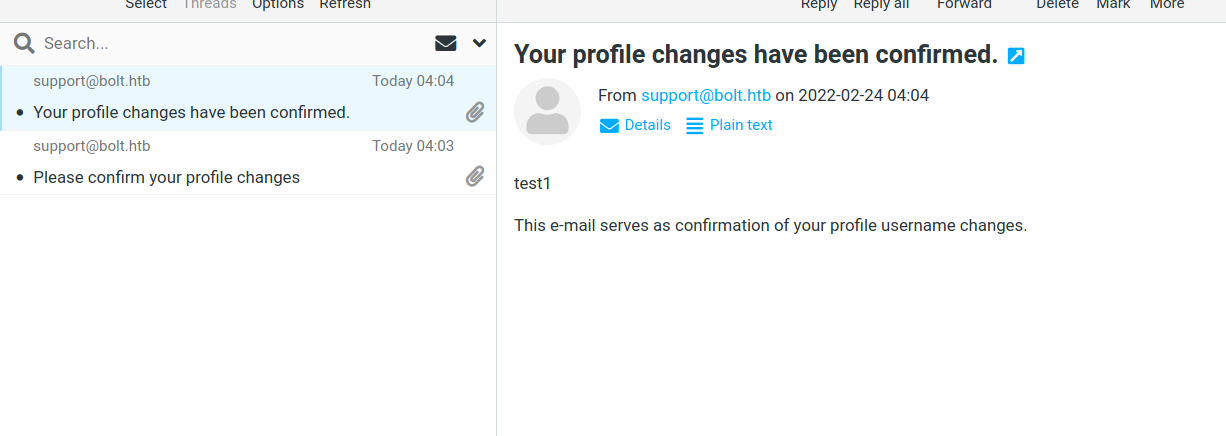 Select Threads Options Refresh
Reply Reply all Forward Delete Mark More
Search...
support@bolt.htb Today 04:04
Your profile changes have been confirmed.
support@bolt.htb Today 04:03
Please confirm your profile changes
Your profile changes have been confirmed.
From support@bolt.htb on 2022-02-24 04:04
Details Plain text
test1
This e-mail serves as confirmation of your profile username changes.